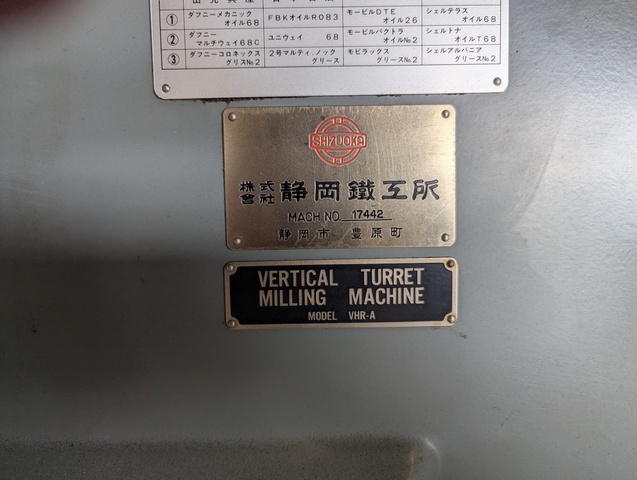 ① ダフニーメカニックオイル68 FBKオイルRO83 モービルDTEオイル26 シェルテラスオイル68
② ダフニーマルチウェイ68C ユニウェイ 68 モービルバクトラオイルNo.2 シェルトナオイルT68
③ ダフニーコロネックスグリスNo.2 2号マルティ.ノックグリース モビラックスグリースNo.2 シェルアルバニアグリースNo.2
SHIZUOKA
株式會社 静岡鐵工所
MACH NO. 17442
静岡市 豊原町
VERTICAL TURRET
MILLING MACHINE
MODEL VHR-A